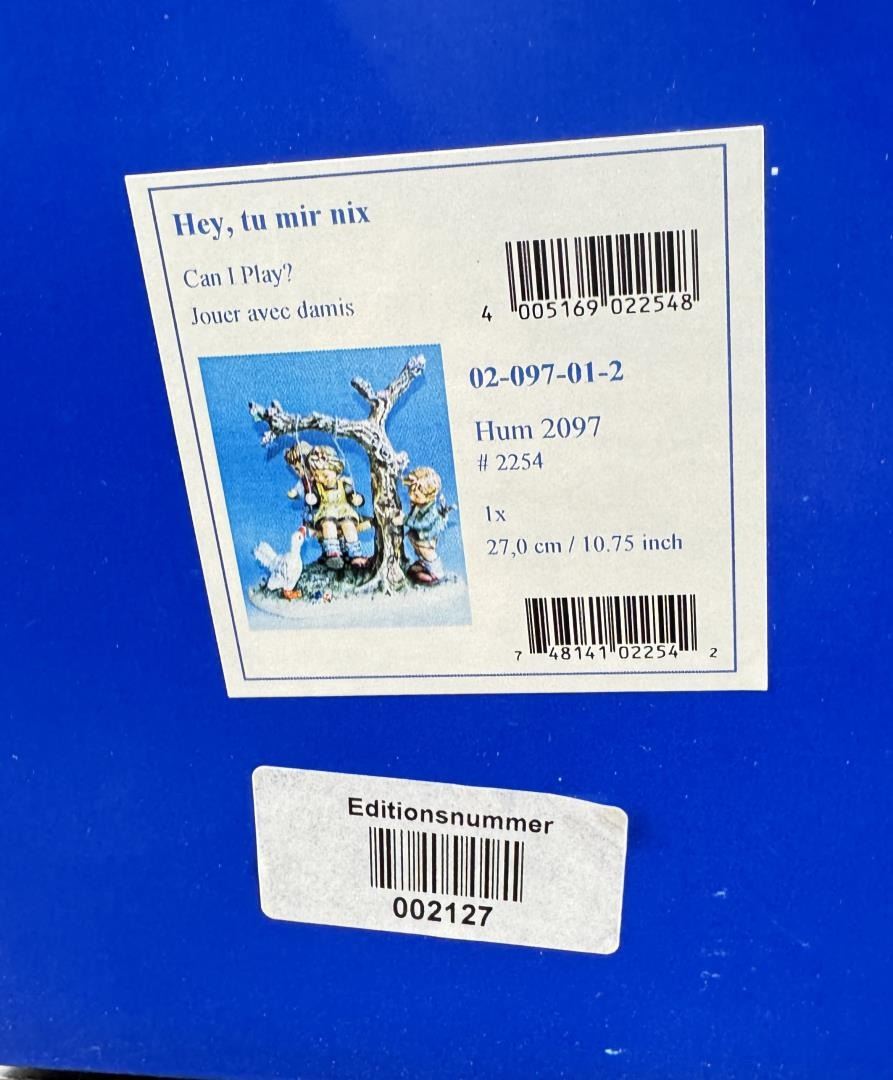 Hey, tu mir nix
Can I Play?
Jouer avec damis
4 005169 022548
02-097-01-2
Hum 2097
# 2254
1x
27,0 cm / 10.75 inch
7 48141 02254 2
Editionsnummer
002127